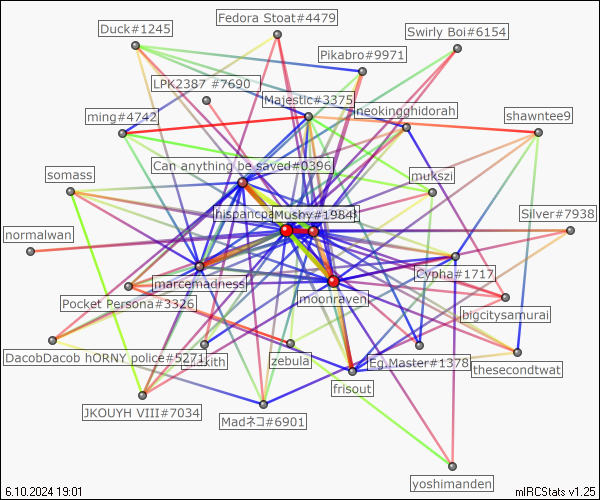 Fedora Stoat#4479
Duck#1245
Swirly Boi#6154
Pikabro#9971
LPK2387 #7690
Majestic#3375
neokingghidorah
ming#4742
shawntee9
Can anything be saved#0396
somass
mukszi
hispancpa
Mushy#1984
Silver#7938
normalwan
Cypha#1717
marcemadness
moonrayen
Pocket Persona#3326
bigcitysamurai
DacobDacob hORNY police#5271
zebula
Eg.Master#1378
thesecondtwat
frisout
JKOUYH VIII#7034
Madネコ#6901
yoshimanden
6.10.2024 19:01
mIRCStats v1.25